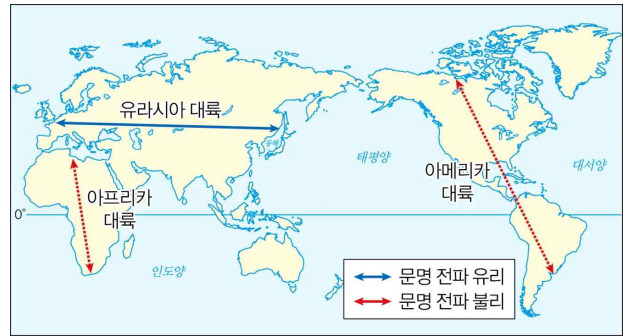 유라시아 대륙
동해
태평양
아메리카
대륙
대서양
아프리카
대륙
0°
인도양
문명 전파 유리
문명 전파 불리